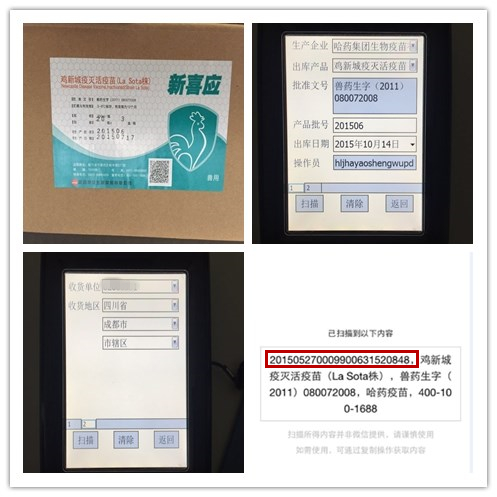 鸡新城疫灭活疫苗(La Sota株)
新喜应
201506
20150717
兽用
生产企业 哈药集团生物疫苗
出库产品 鸡新城疫灭活疫苗
批准文号 兽药生字（2011）
080072008
产品批号 201506
出库日期 2015年10月14日
操作员 hljhayaoshengwupd
1 2
扫描 清除 返回
收货单位
收货地区 四川省
成都市
市辖区
1 2
扫描 清除 返回
已扫描到以下内容
201505270009900631520848，鸡新城
疫灭活疫苗（La Sota株），兽药生字（
2011）080072008，哈药疫苗，400-10
0-1688
扫描所得内容并非微信提供，请谨慎使用
如需使用，可通过复制操作获取内容